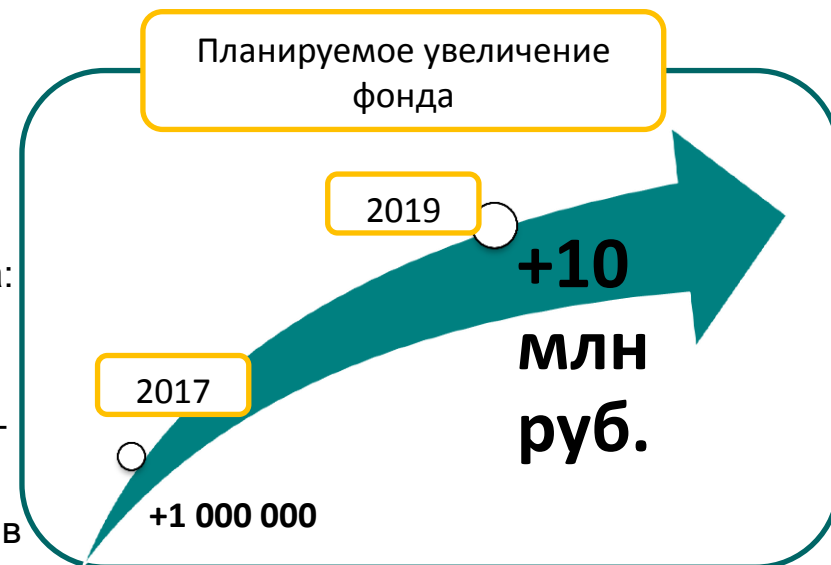 Планируемое увеличение
фонда
2019
+10
млн
руб.
2017
+1 000 000
:
-
в